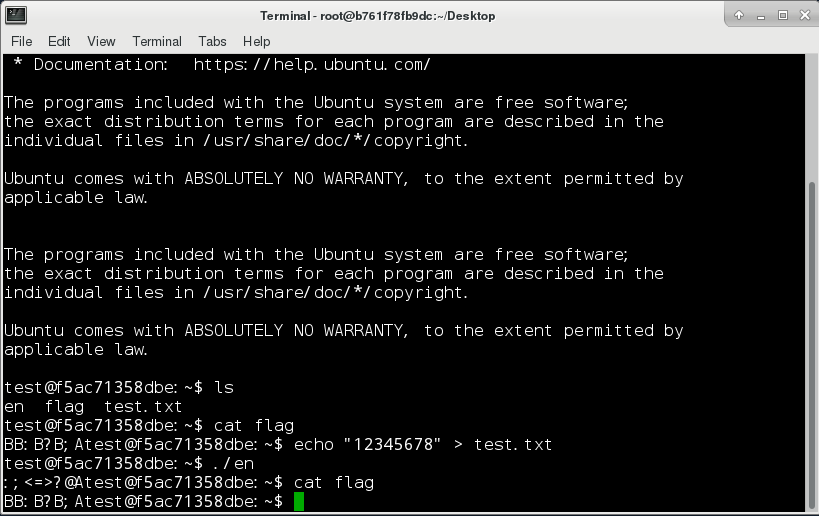 Terminal - root@b761f78fb9dc:~/Desktop
File Edit View Terminal Tabs Help
* Documentation:  https://help.ubuntu.com/
The programs included with the Ubuntu system are free software;
the exact distribution terms for each program are described in the
individual files in /usr/share/doc/*/copyright.
Ubuntu comes with ABSOLUTELY NO WARRANTY, to the extent permitted by
applicable law.
The programs included with the Ubuntu system are free software;
the exact distribution terms for each program are described in the
individual files in /usr/share/doc/*/copyright.
Ubuntu comes with ABSOLUTELY NO WARRANTY, to the extent permitted by
applicable law.
test@f5ac71358dbe:~$ ls
en  flag  test.txt
test@f5ac71358dbe:~$ cat flag
BB:B?B;Atest@f5ac71358dbe:~$ echo "12345678" > test.txt
test@f5ac71358dbe:~$ ./en
:;<=>?@Atest@f5ac71358dbe:~$ cat flag
BB:B?B;Atest@f5ac71358dbe:~$